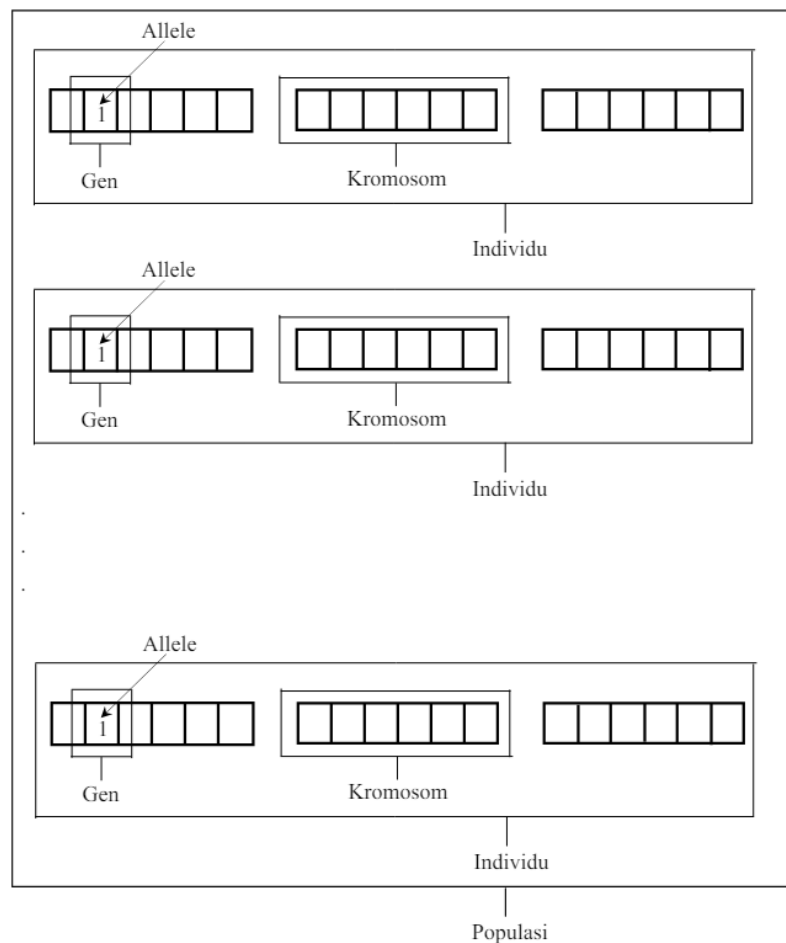 Allele
1
Gen
Kromosom
Individu
Allele
1
Gen
Kromosom
Individu
.
.
.
Allele
1
Gen
Kromosom
Individu
Populasi